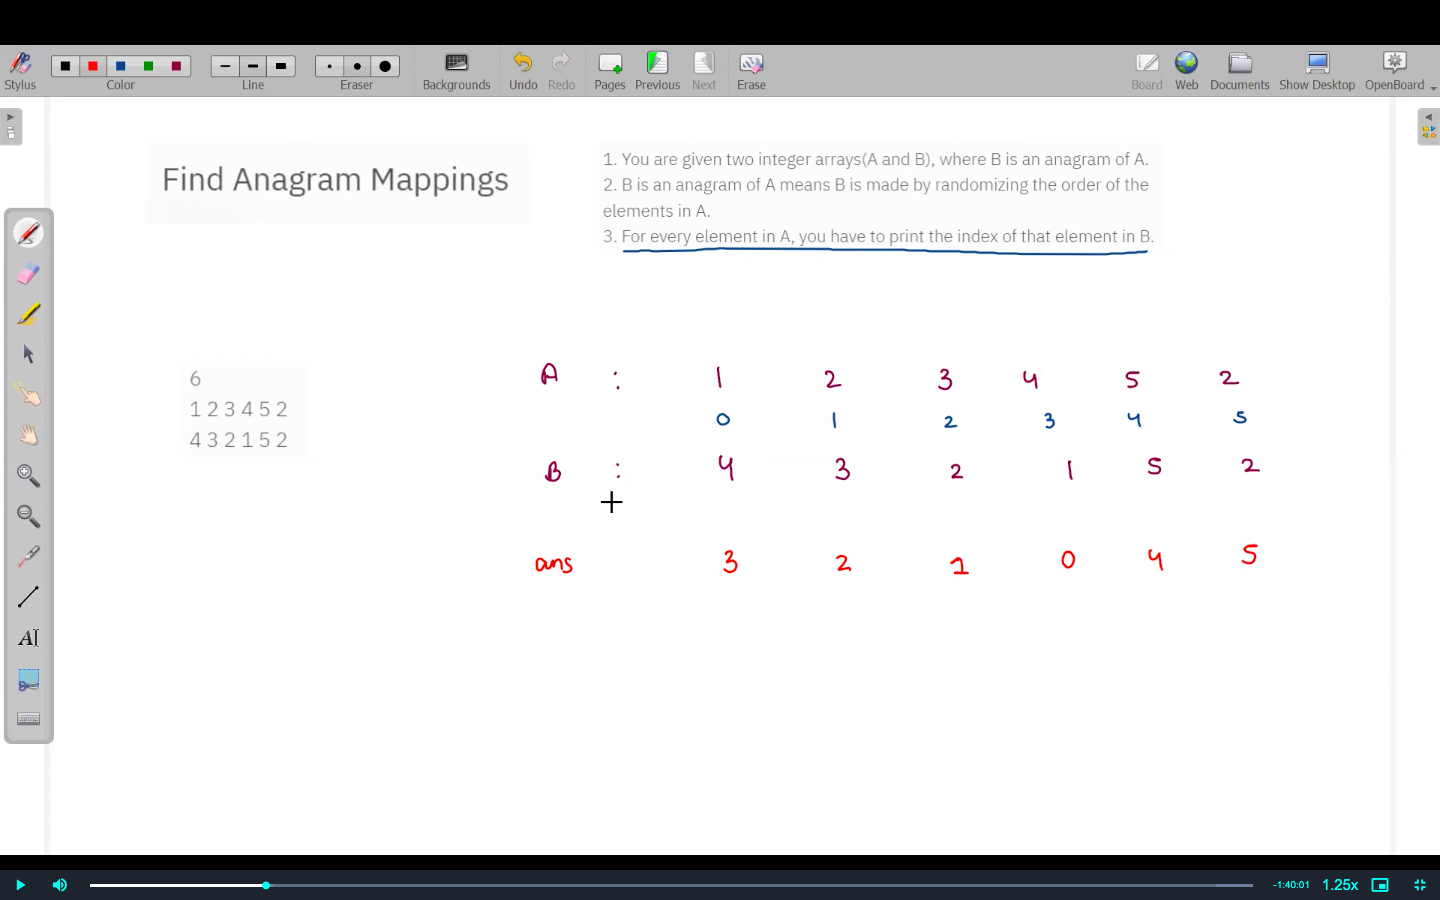 Stylus
Color
Line
Eraser
Backgrounds
Undo
Redo
Pages
Previous
Next
Erase
Board
Web
Documents
Show Desktop
OpenBoard
Find Anagram Mappings
1. You are given two integer arrays(A and B), where B is an anagram of A.
2. B is an anagram of A means B is made by randomizing the order of the
elements in A.
3. For every element in A, you have to print the index of that element in B.
6
1 2 3 4 5 2
4 3 2 1 5 2
A : 1 2 3 4 5 2
0 1 2 3 4 5
B : 4 3 2 1 5 2
ans 3 2 1 0 4 5
AI
-1:40:01
1.25x